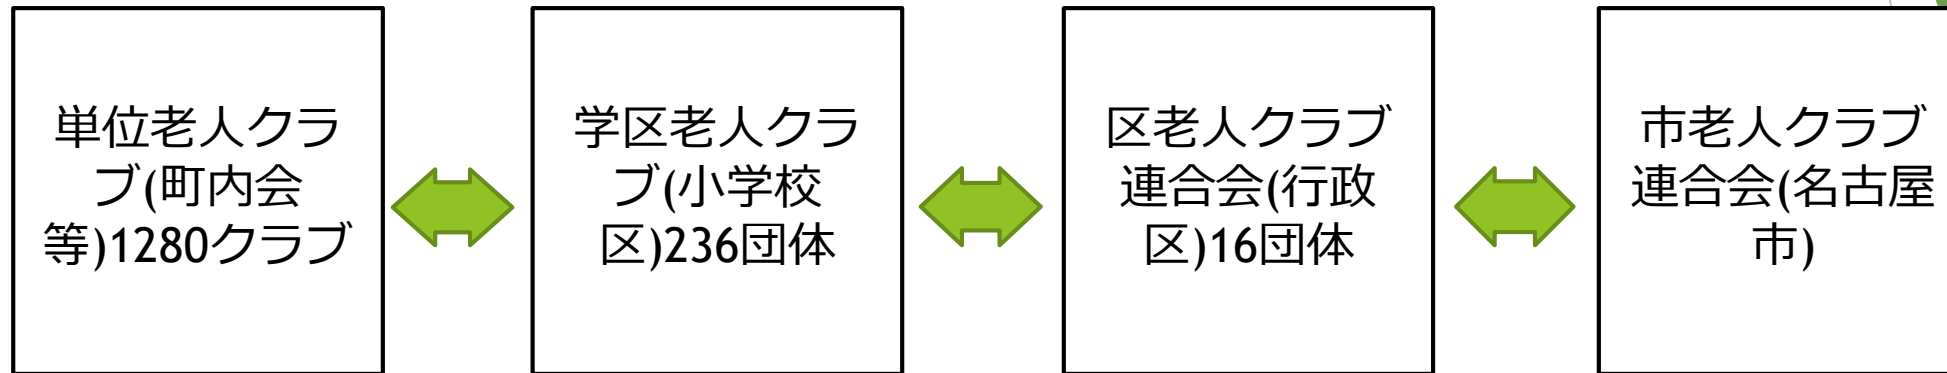 単位老人クラ
ブ(町内会
等)1280クラブ
学区老人クラ
ブ(小学校
区)236団体
区老人クラブ
連合会(行政
区)16団体
市老人クラブ
連合会(名古屋
市)